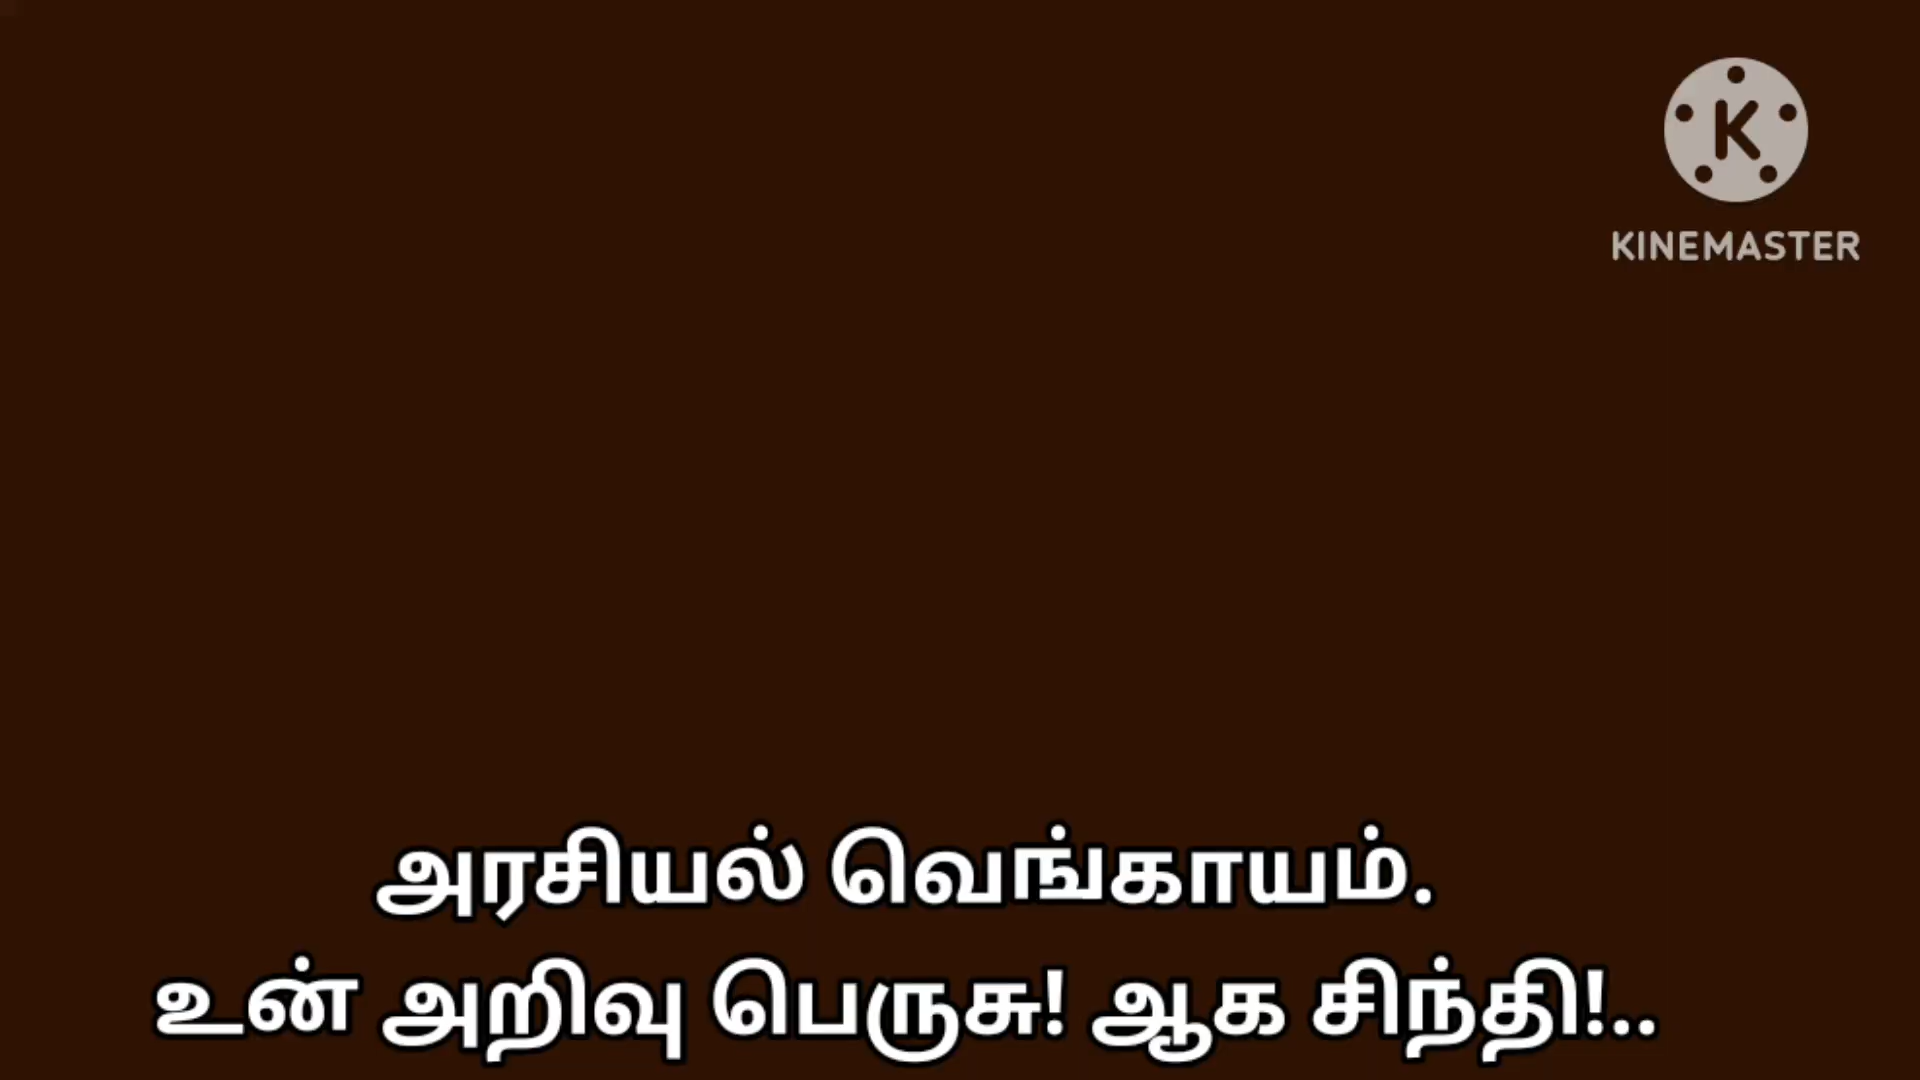 K
KINEMASTER
அரசியல் வெங்காயம்.
உன் அறிவு பெருசு! ஆக சிந்தி!..